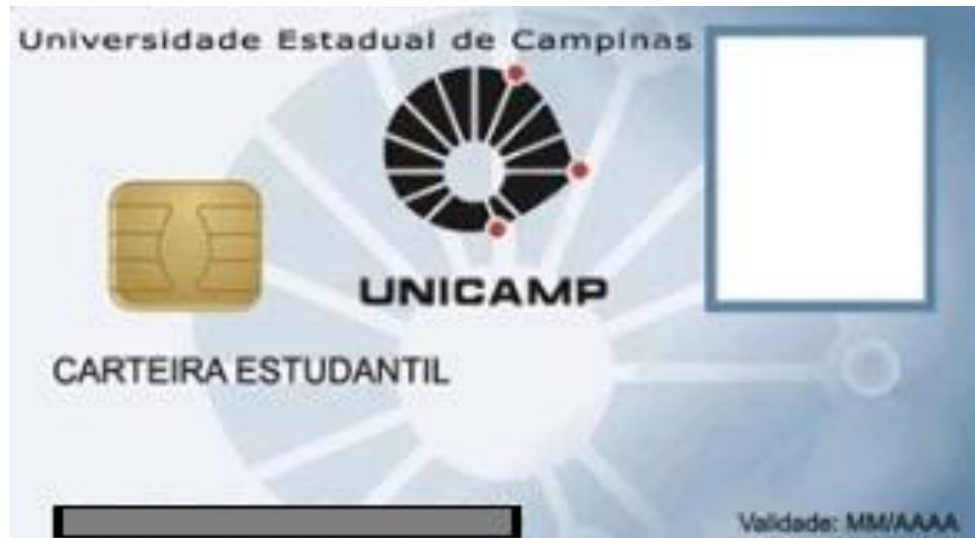 Universidade Estadual de Campinas
UNICAMP
CARTEIRA ESTUDANTIL
Validade: MM/AAAA